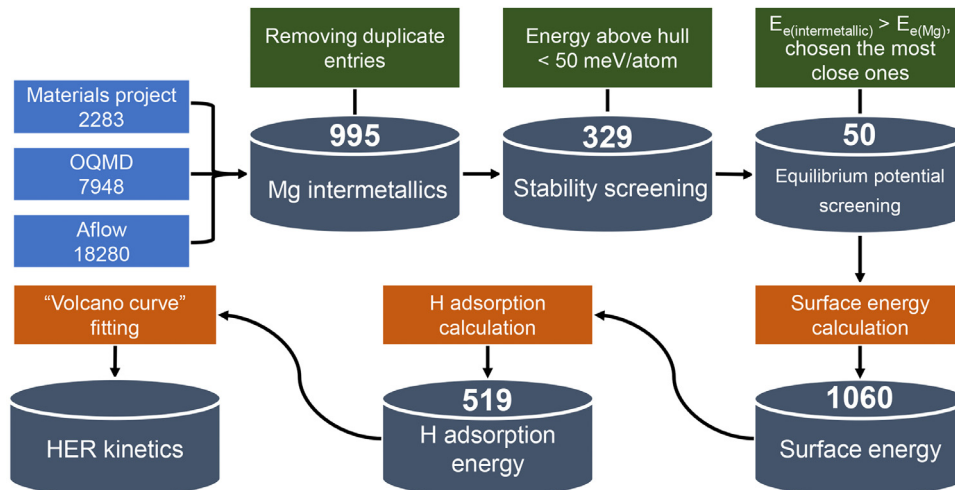 Removing duplicate
entries
Energy above hull
< 50 meV/atom
E_e(intermetallic) > E_e(Mg),
chosen the most
close ones
Materials project
2283
OQMD
7948
Aflow
18280
995
Mg intermetallics
329
Stability screening
50
Equilibrium potential
screening
“Volcano curve”
fitting
H adsorption
calculation
Surface energy
calculation
HER kinetics
519
H adsorption
energy
1060
Surface energy